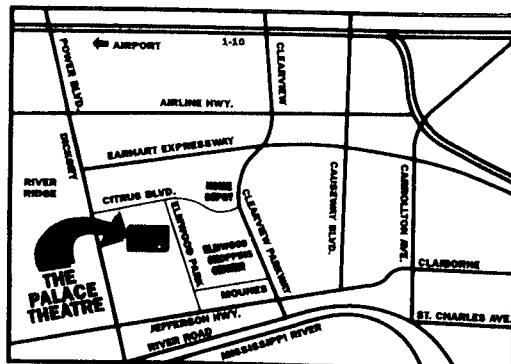 AIRPORT
1-10
CLEARVIEW
POWER BLVD.
AIRLINE HWY.
DICKORY
EARHART EXPRESSWAY
RIVER
RIDGE
CITRUS BLVD.
HOME
DEPOT
CAUSEWAY BLVD.
CARROLLTON AVE.
ELMWOOD PARK
CLEARVIEW PARKWAY
ELMWOOD
SHOPPING
CENTER
THE
PALACE
THEATRE
MOUNES
CLAIBORNE
JEFFERSON HWY.
RIVER ROAD
MISSISSIPPI RIVER
ST. CHARLES AVE.